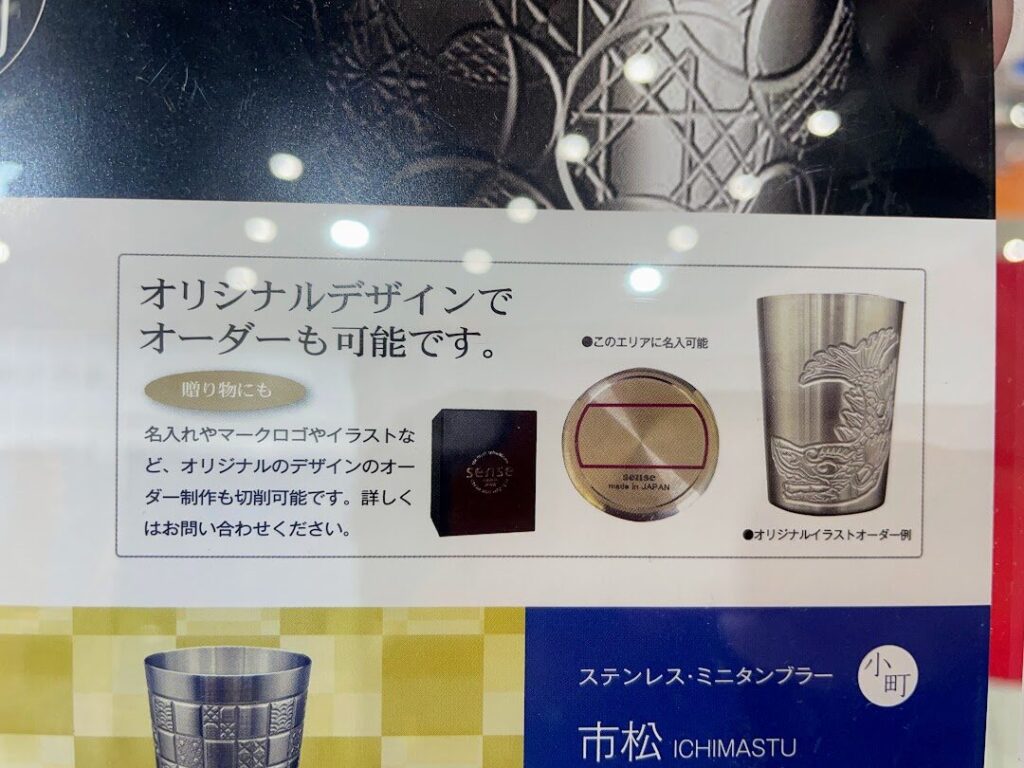 オリジナルデザインで
オーダーも可能です。
贈り物にも
名入れやマークロゴやイラストな
ど、オリジナルのデザインのオー
ダー制作も切削可能です。詳しく
はお問い合わせください。
sense
●このエリアに名入可能
sense
made in JAPAN
●オリジナルイラストオーダー例
ステンレス・ミニタンブラー
小町
市松 ICHIMASTU